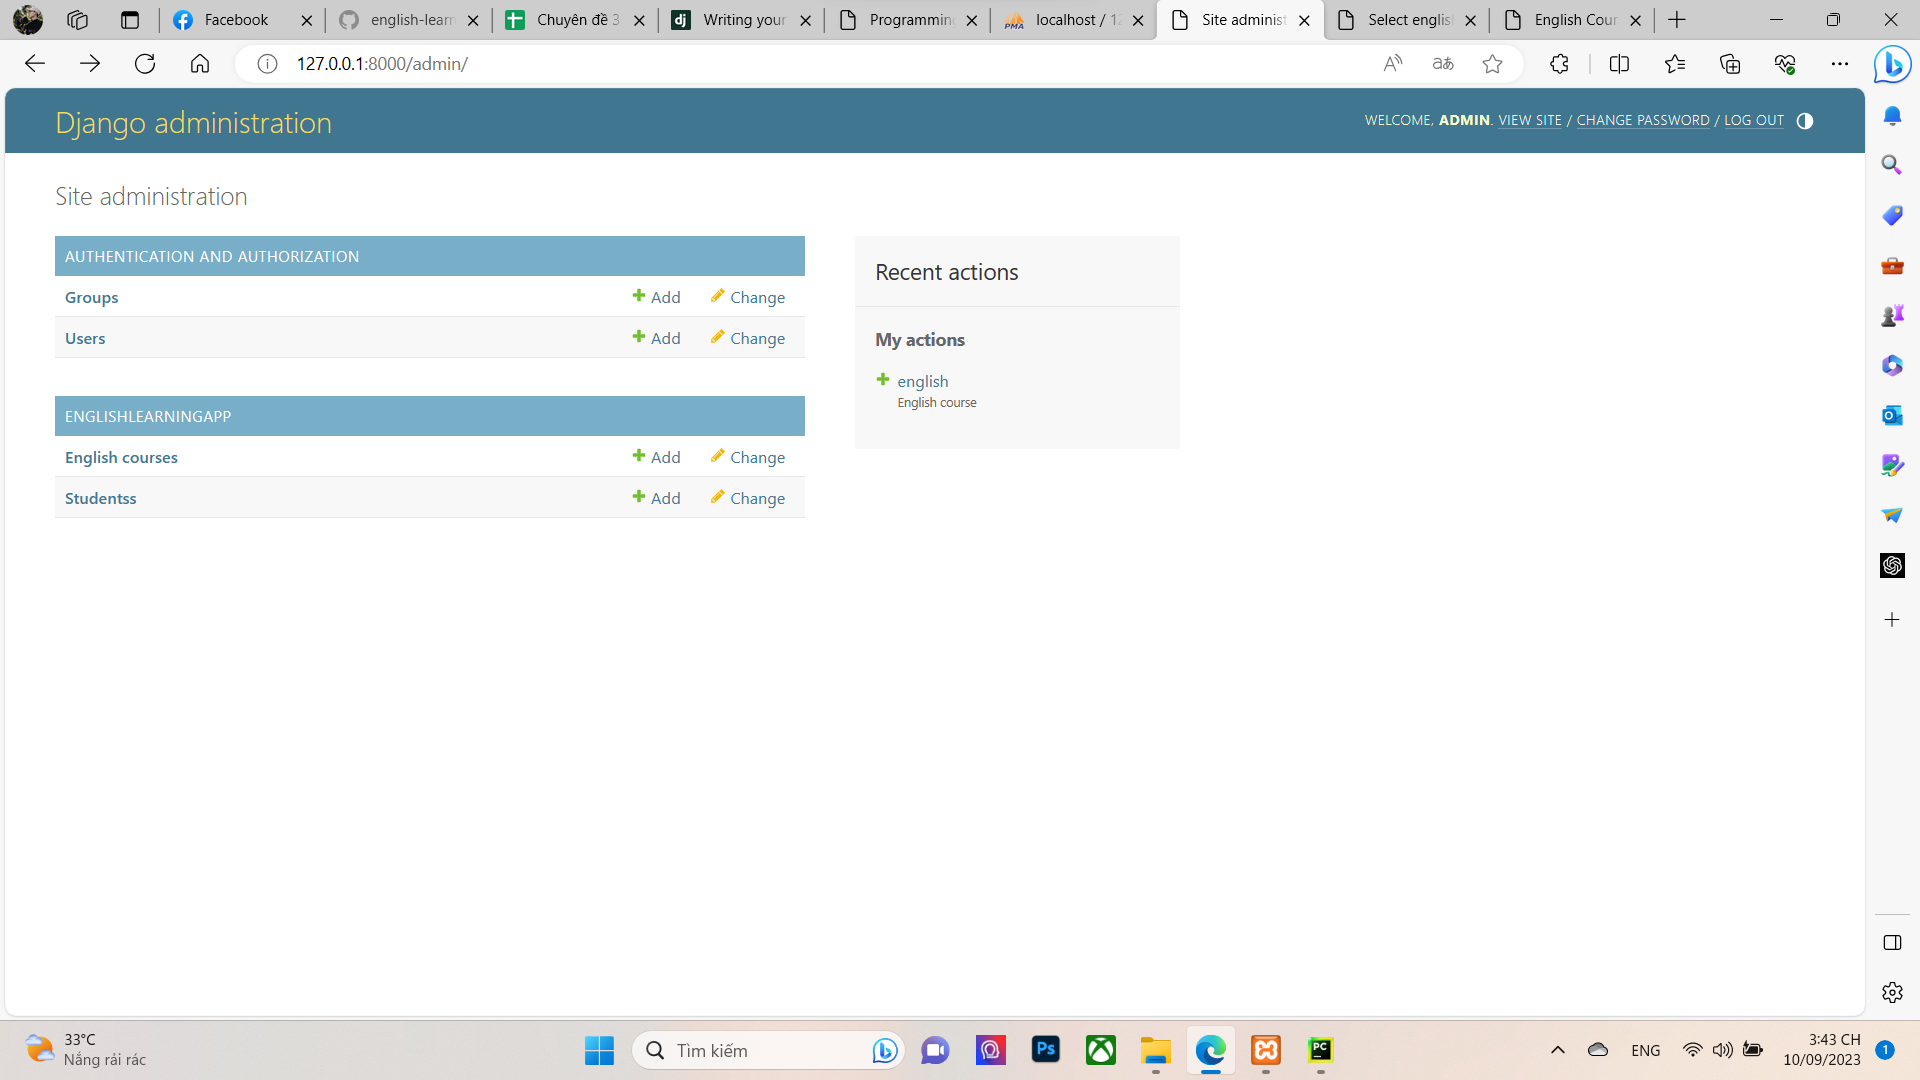 Facebook
english-learn
Chuyên đề 3
Writing your
Programming
localhost / 12
Site administ
Select englis
English Cour
127.0.0.1:8000/admin/
Django administration
WELCOME, ADMIN. VIEW SITE / CHANGE PASSWORD / LOG OUT
Site administration
AUTHENTICATION AND AUTHORIZATION
Groups Add Change
Users Add Change
ENGLISHLEARNINGAPP
English courses Add Change
Studentss Add Change
Recent actions
My actions
english
English course
33°C
Nắng rải rác
Tìm kiếm
ENG
3:43 CH
10/09/2023
1